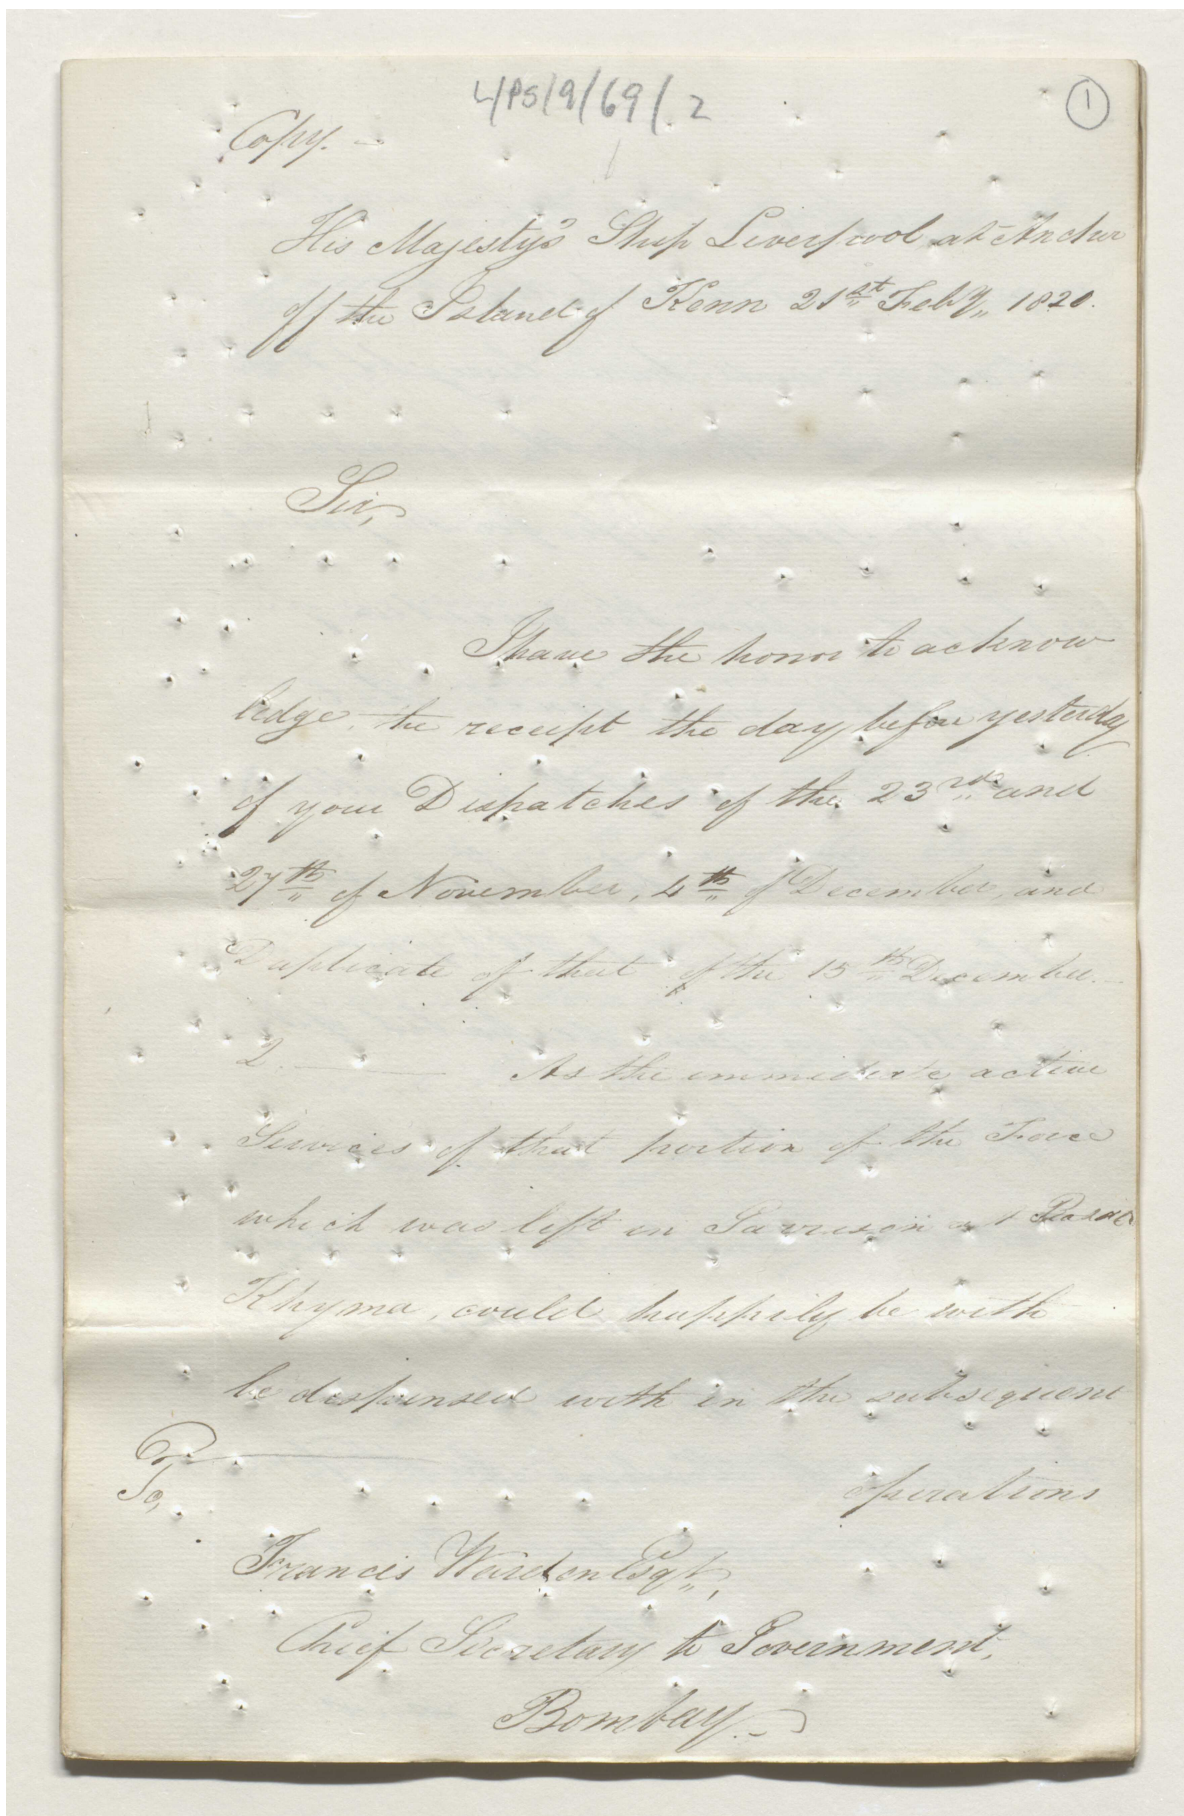 L/PS/9/69/.2
1
Copy. —
His Majesty's Ship Liverpool at Anchor
off the Island of Kenn 21st Feby,, 1820.
Sir,
I have the honor to acknow
ledge the receipt the day before yesterday
of your Dispatches of the 23rd and
27th of November, 4th of December, and
Duplicate of that of the 15th December. —
2. —— As the immediate active
Services of that portion of the Force
which was left in Garrison at Rasal
Khyma, could happily be with
be dispensed with in the subsequent
operations
To,
Francis Warden Esqr,,,
Chief Secretary to Government,
Bombay. —